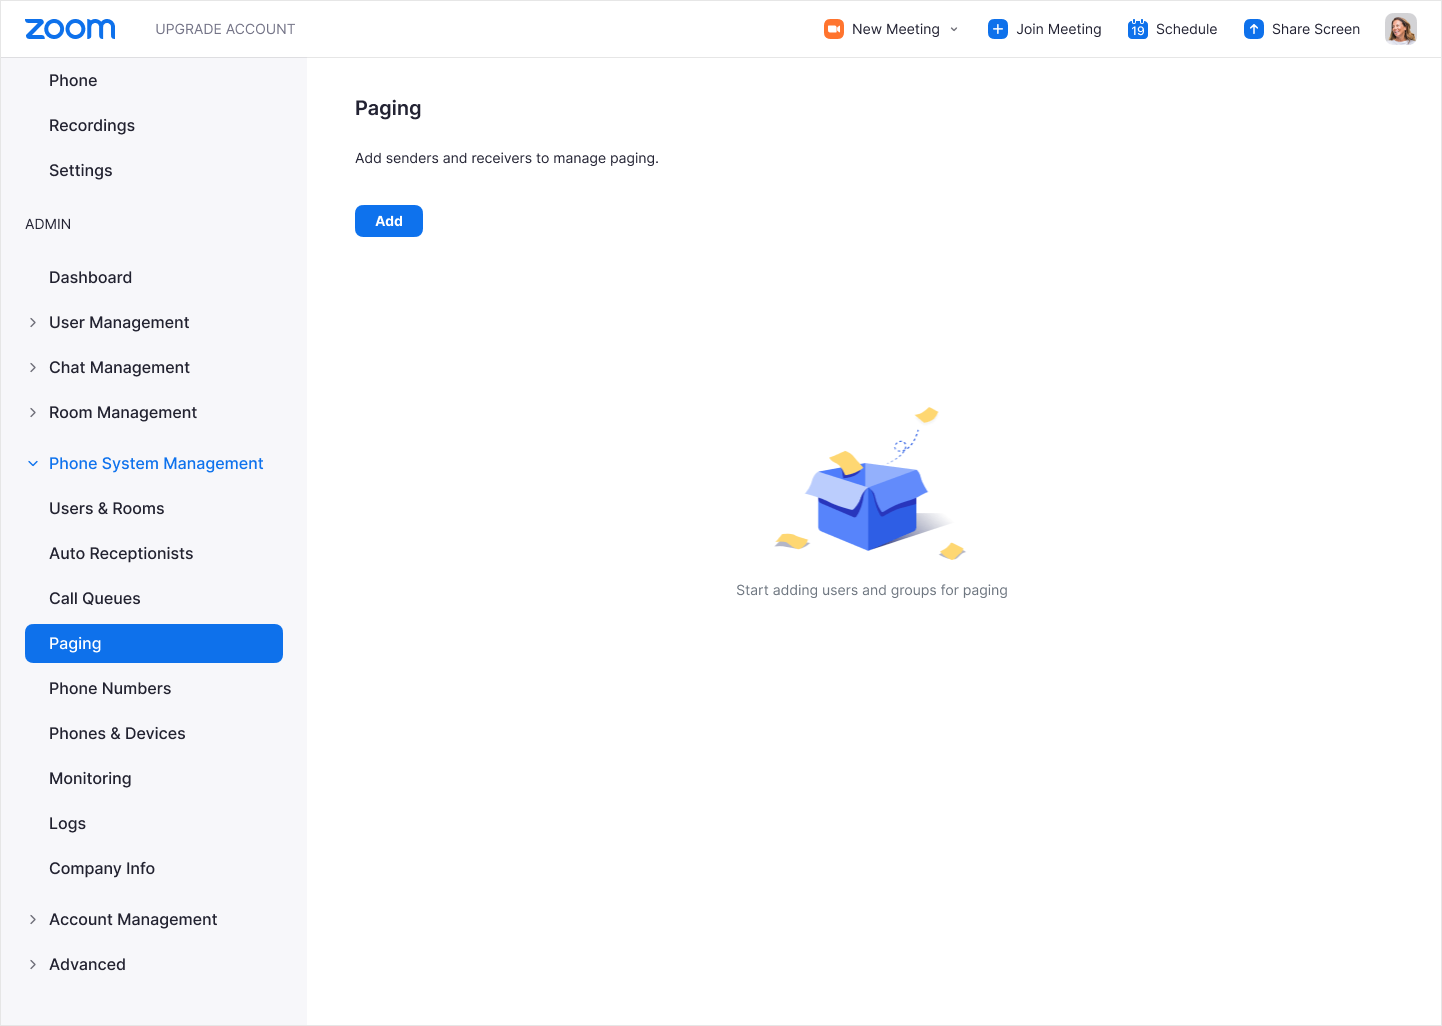 zoom
UPGRADE ACCOUNT
New Meeting
Join Meeting
19
Schedule
Share Screen
Phone
Recordings
Settings
ADMIN
Dashboard
User Management
Chat Management
Room Management
Phone System Management
Users & Rooms
Auto Receptionists
Call Queues
Paging
Phone Numbers
Phones & Devices
Monitoring
Logs
Company Info
Account Management
Advanced
Paging
Add senders and receivers to manage paging.
Add
Start adding users and groups for paging